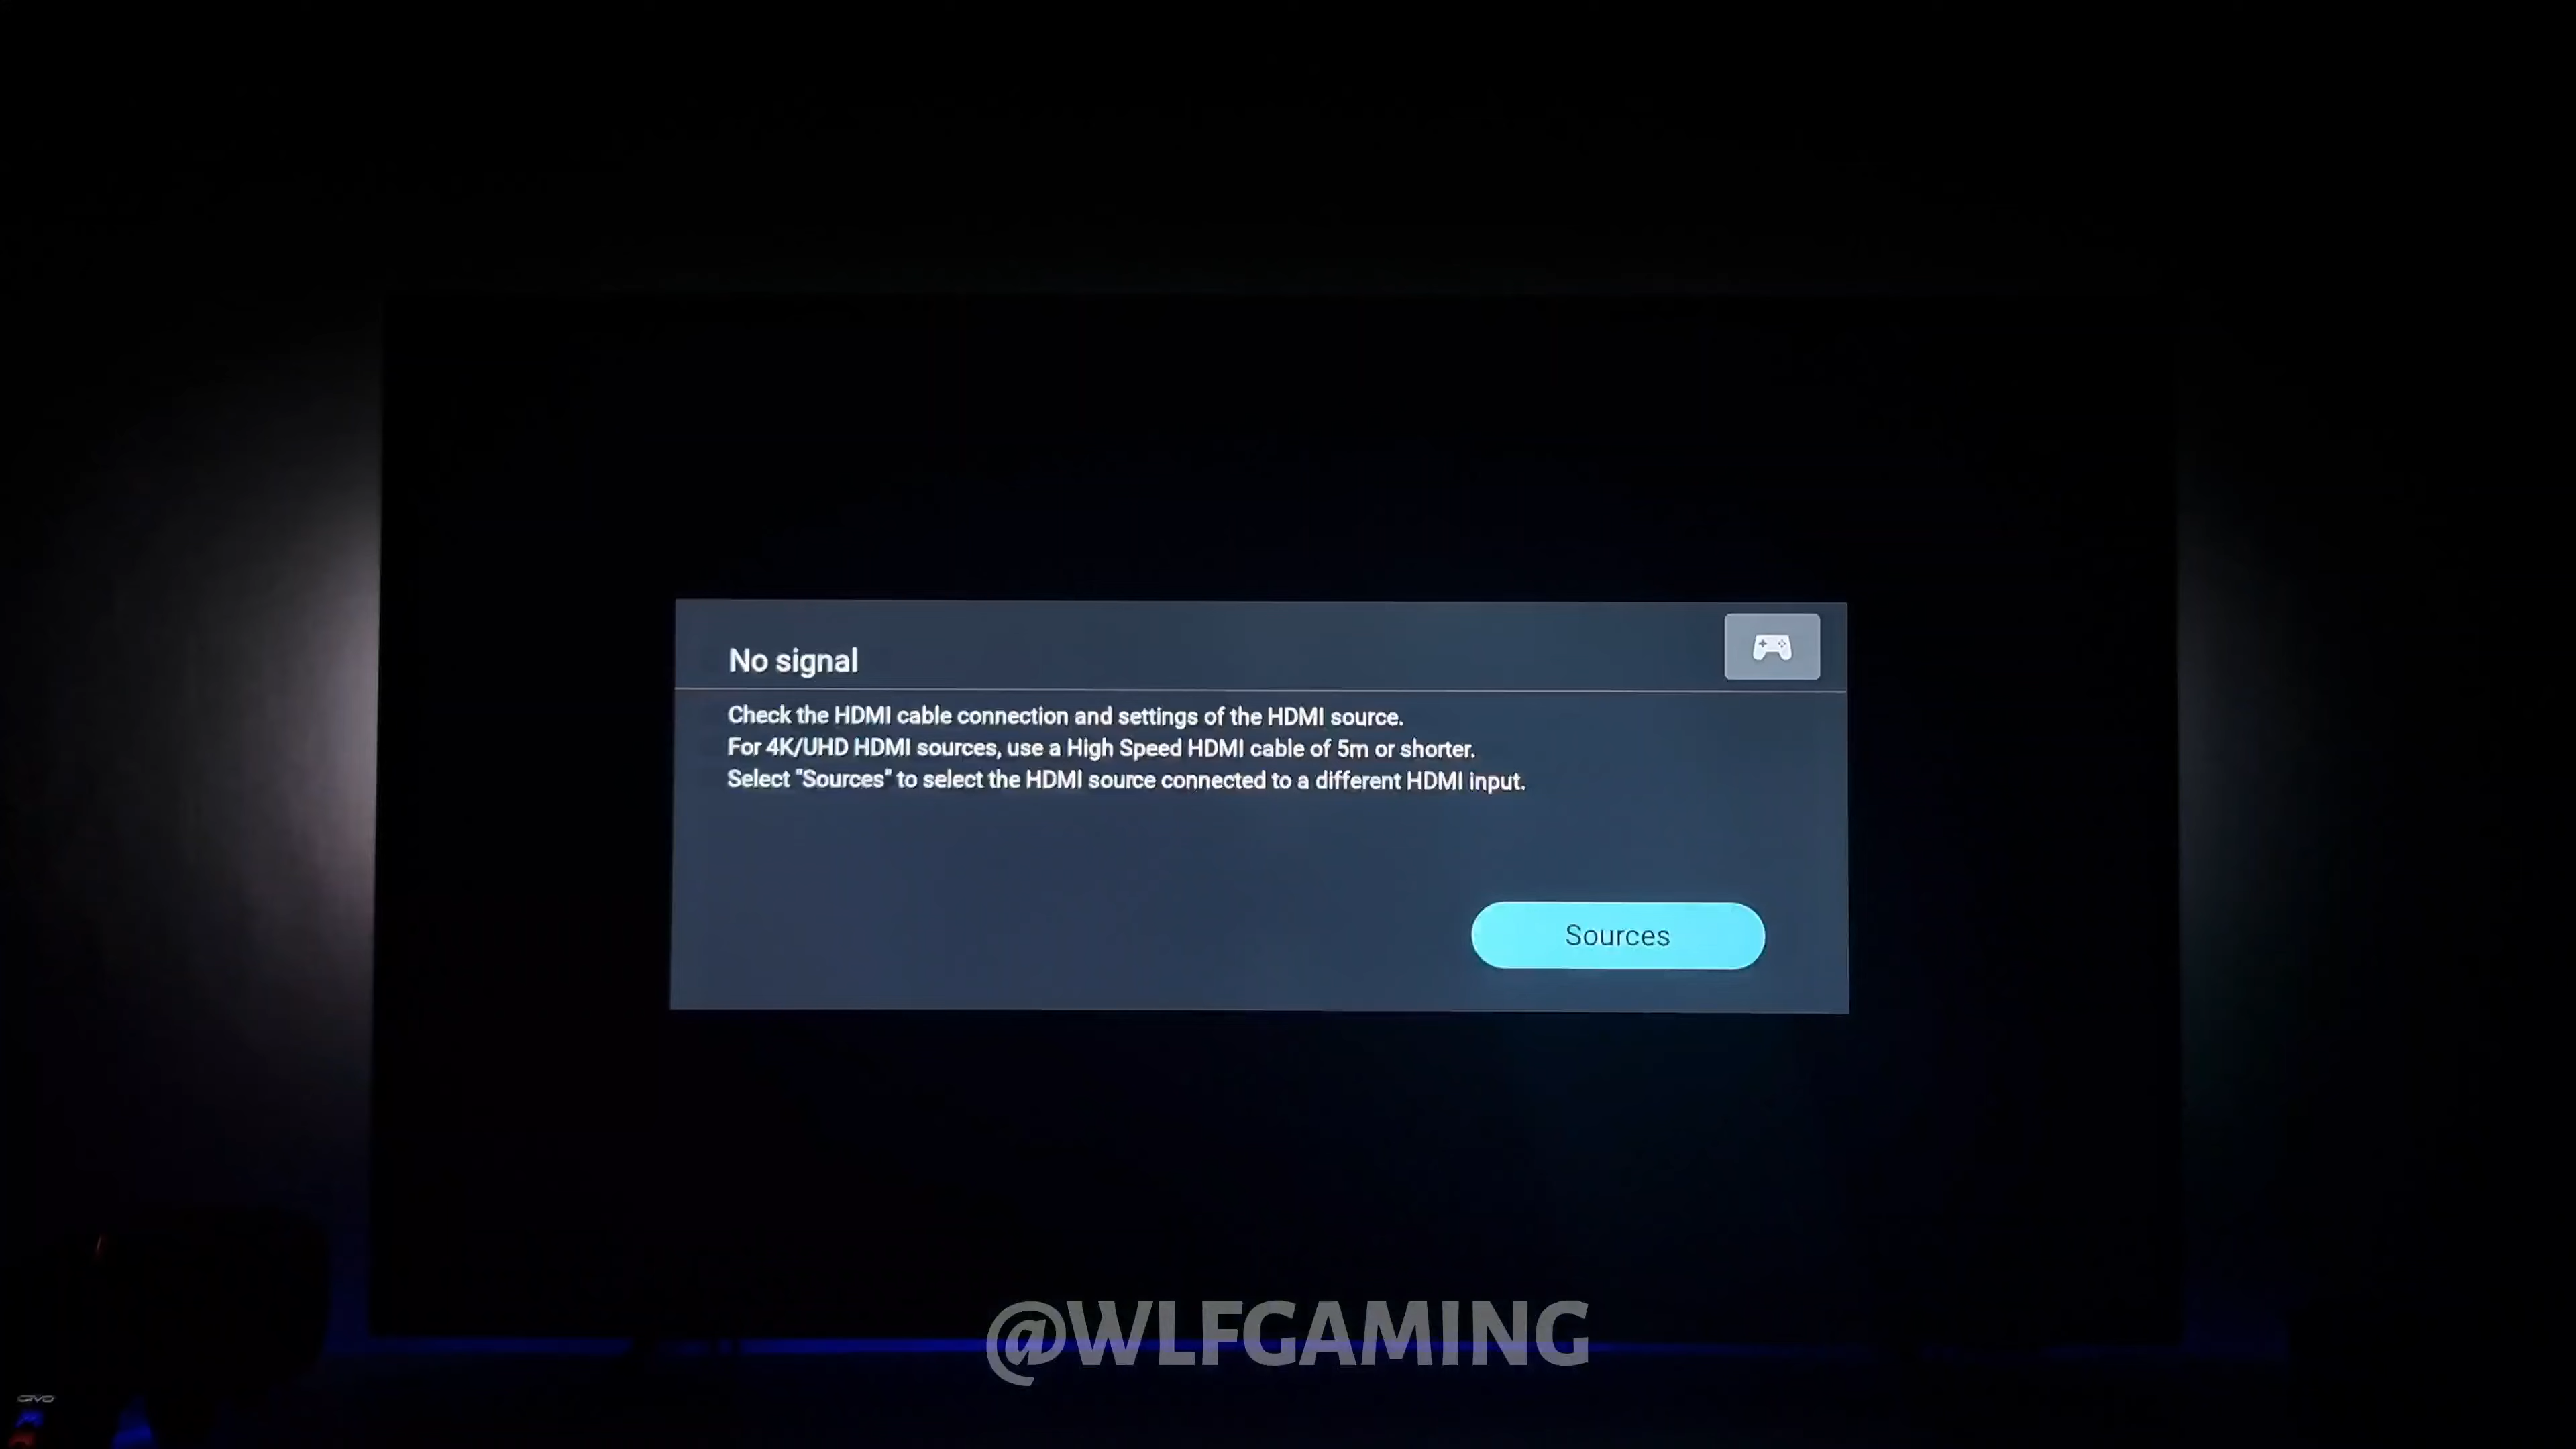 No signal
Check the HDMI cable connection and settings of the HDMI source.
For 4K/UHD HDMI sources, use a High Speed HDMI cable of 5m or shorter.
Select "Sources" to select the HDMI source connected to a different HDMI input.
Sources
@WLFGAMING